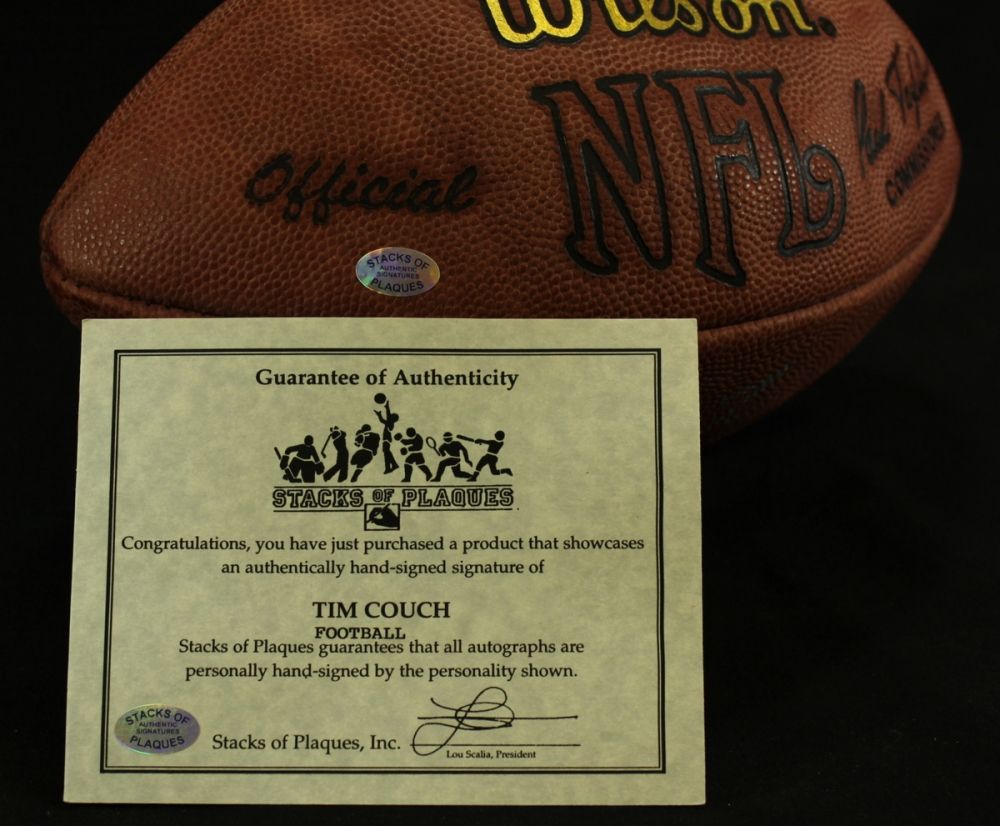 Wilson.
NFL
Official
Paul Tagliabue
COMMISSIONER
STACKS OF
AUTHENTIC
SIGNATURES
PLAQUES
Guarantee of Authenticity
STACKS OF PLAQUES
Congratulations, you have just purchased a product that showcases
an authentically hand-signed signature of
TIM COUCH
FOOTBALL
Stacks of Plaques guarantees that all autographs are
personally hand-signed by the personality shown.
STACKS OF
AUTHENTIC
SIGNATURES
PLAQUES
Stacks of Plaques, Inc.
Lou Scalia, President